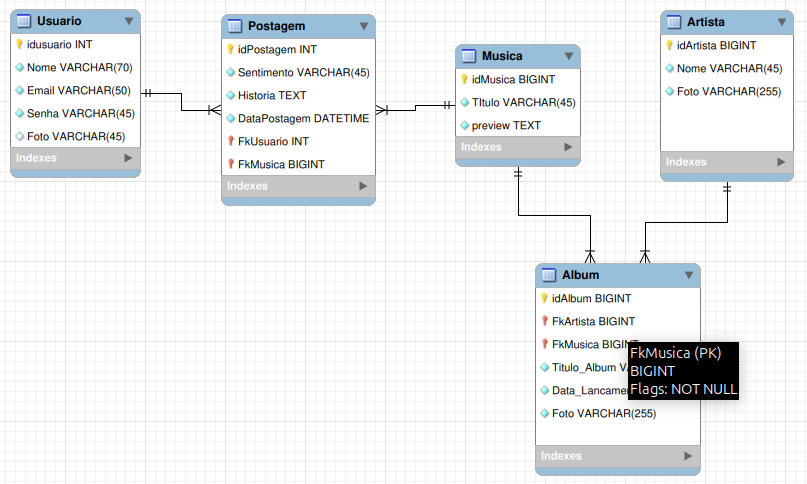 Usuario
idusuario INT
Nome VARCHAR(70)
Email VARCHAR(50)
Senha VARCHAR(45)
Foto VARCHAR(45)
Indexes
Postagem
idPostagem INT
Sentimento VARCHAR(45)
Historia TEXT
DataPostagem DATETIME
FkUsuario INT
FkMusica BIGINT
Indexes
Musica
idMusica BIGINT
TItulo VARCHAR(45)
preview TEXT
Indexes
Artista
idArtista BIGINT
Nome VARCHAR(45)
Foto VARCHAR(255)
Indexes
Album
idAlbum BIGINT
FkArtista BIGINT
FkMusica BIGINT
Titulo_Album
Data_Lancame
Foto VARCHAR(255)
Indexes
FkMusica (PK)
BIGINT
Flags: NOT NULL